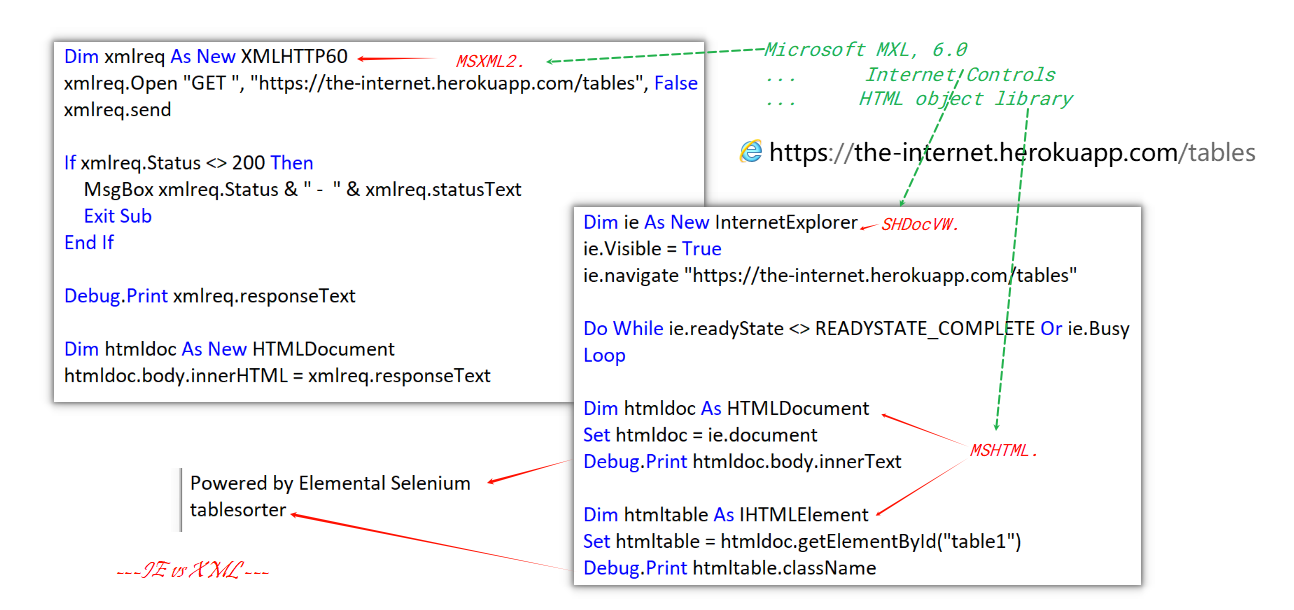 Dim xmlreq As New XMLHTTP60
MSXML2.
xmlreq.Open "GET ", "https://the-internet.herokuapp.com/tables", False
xmlreq.send
If xmlreq.Status <> 200 Then
MsgBox xmlreq.Status & " - " & xmlreq.statusText
Exit Sub
End If
Debug.Print xmlreq.responseText
Dim htmldoc As New HTMLDocument
htmldoc.body.innerHTML = xmlreq.responseText
Microsoft MXL, 6.0
... Internet Controls
... HTML object library
https://the-internet.herokuapp.com/tables
Dim ie As New InternetExplorer
SHDocVW.
ie.Visible = True
ie.navigate "https://the-internet.herokuapp.com/tables"
Do While ie.readyState <> READYSTATE_COMPLETE Or ie.Busy
Loop
Dim htmldoc As HTMLDocument
Set htmldoc = ie.document
MSHTML.
Debug.Print htmldoc.body.innerText
Dim htmltable As IHTMLElement
Set htmltable = htmldoc.getElementById("table1")
Debug.Print htmltable.className
Powered by Elemental Selenium
tablesorter
---IE vs XML---